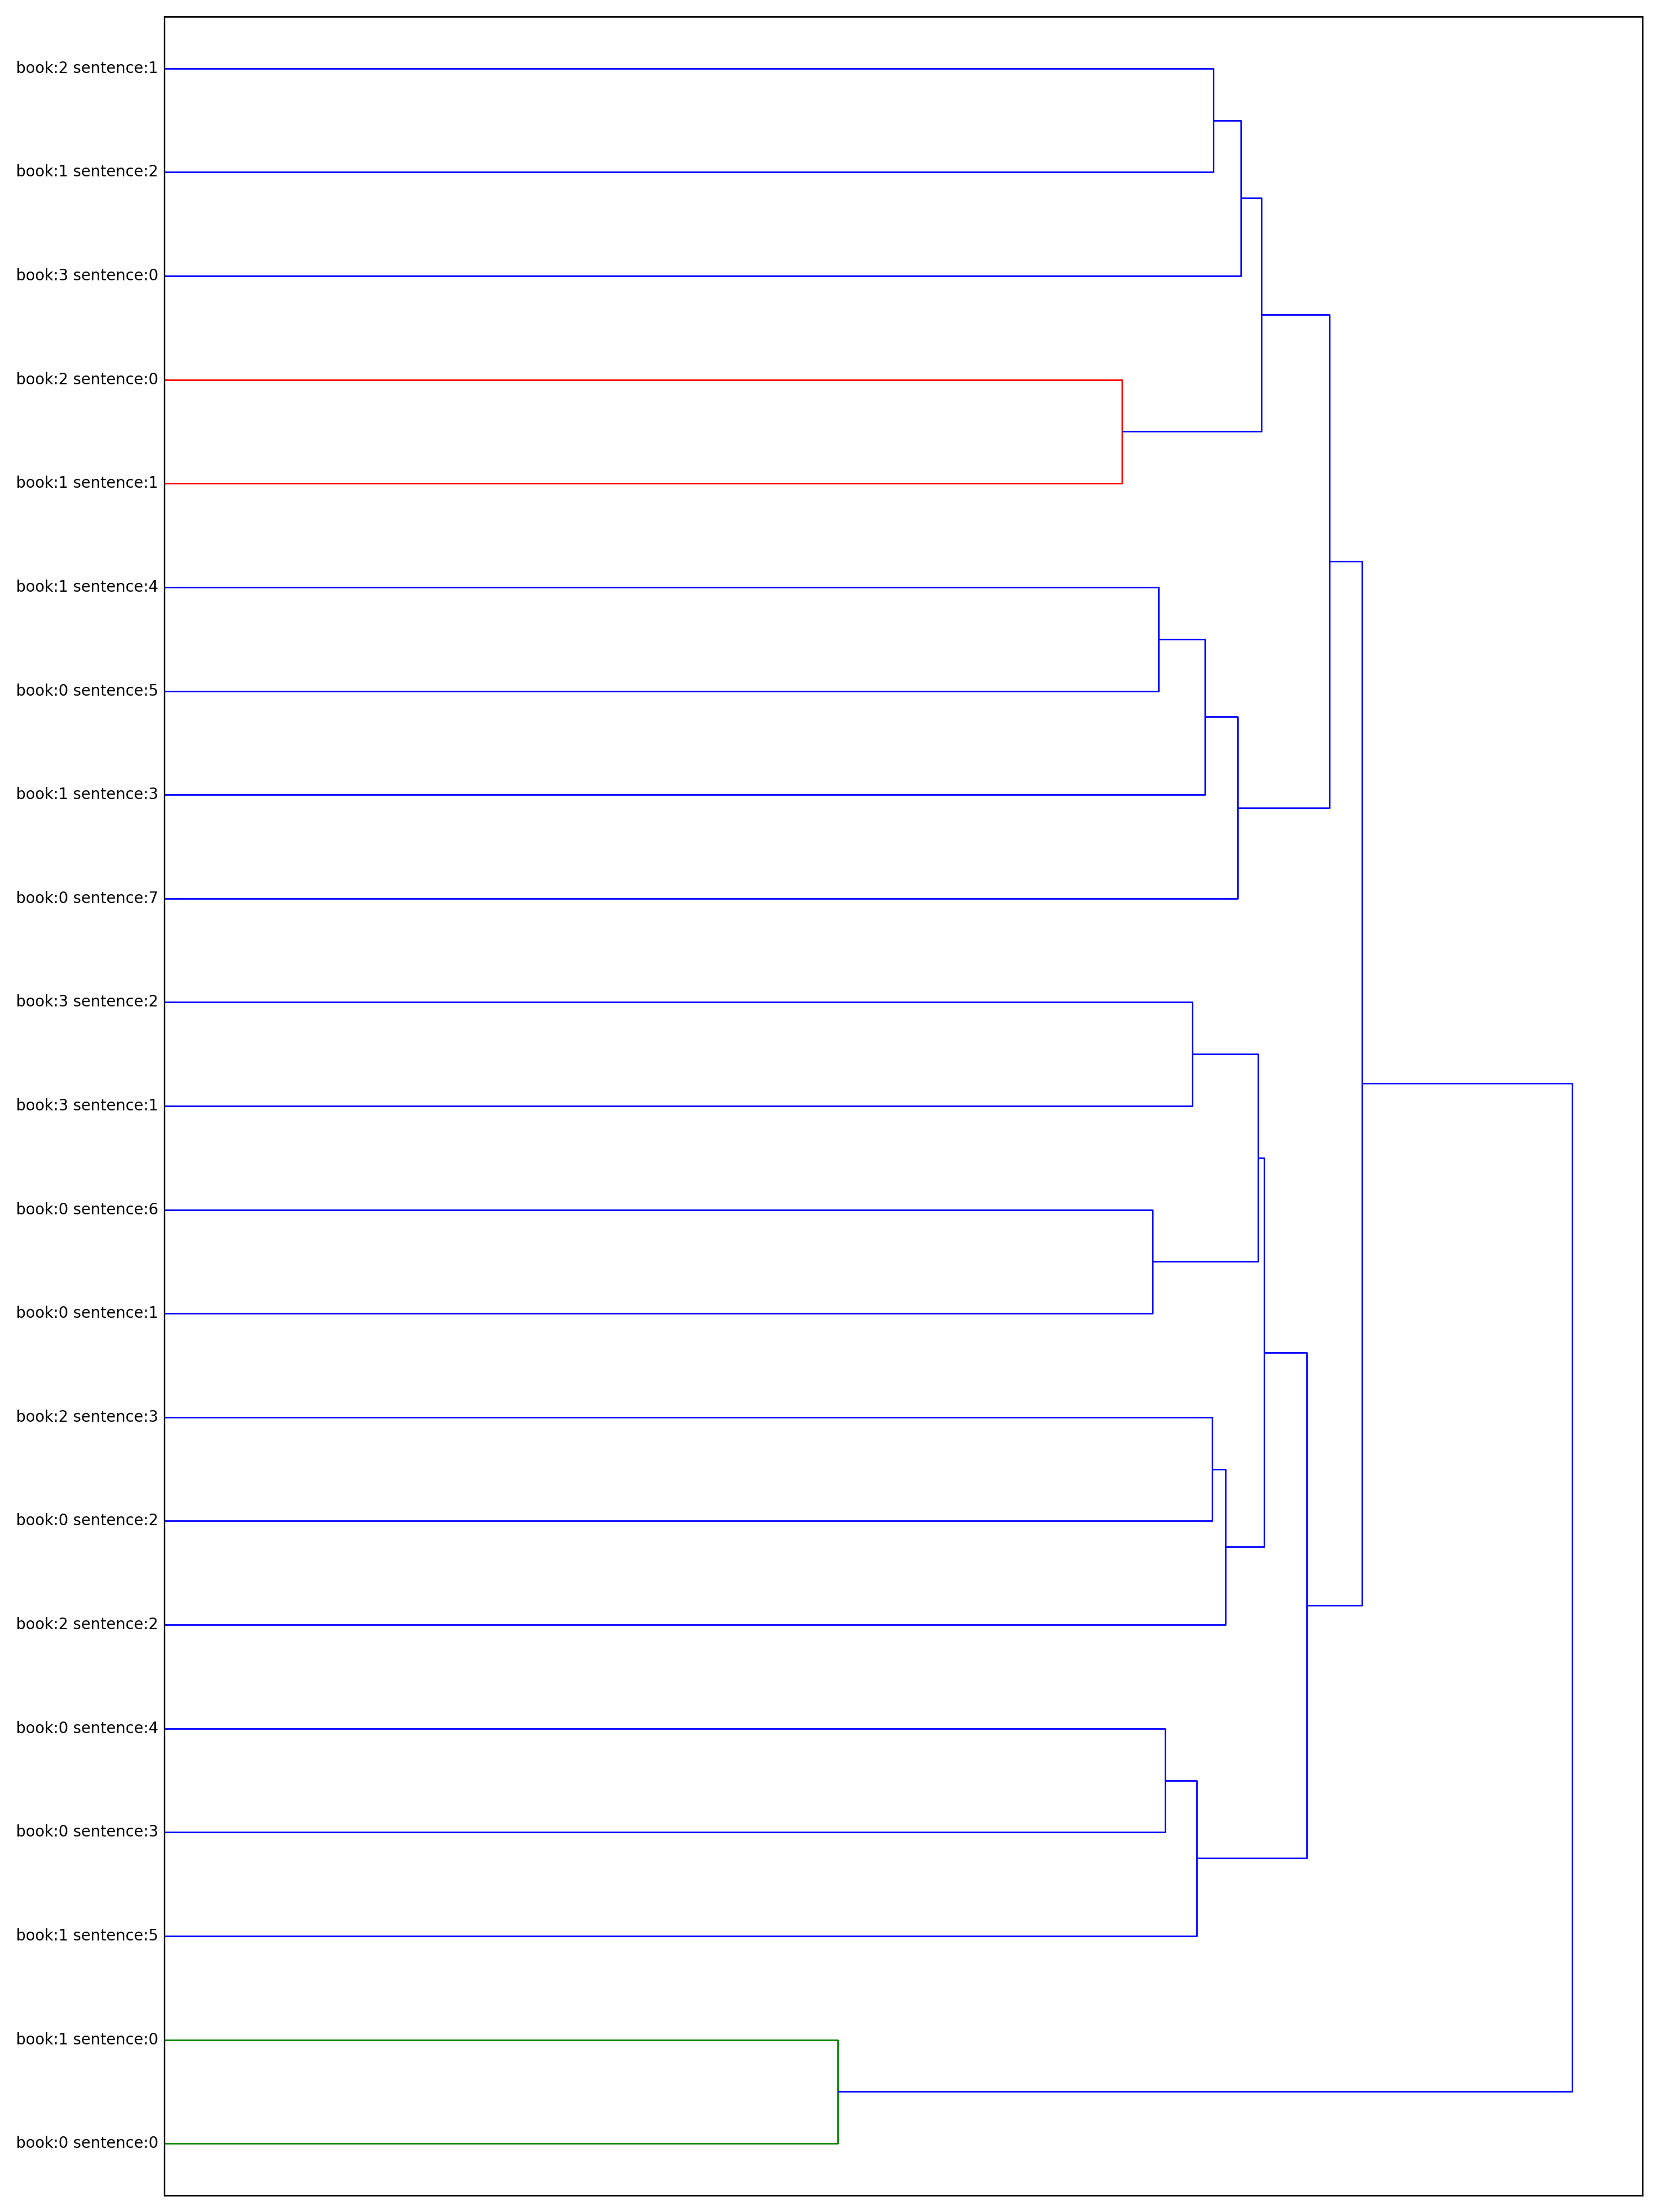 book:2 sentence:1
book:1 sentence:2
book:3 sentence:0
book:2 sentence:0
book:1 sentence:1
book:1 sentence:4
book:0 sentence:5
book:1 sentence:3
book:0 sentence:7
book:3 sentence:2
book:3 sentence:1
book:0 sentence:6
book:0 sentence:1
book:2 sentence:3
book:0 sentence:2
book:2 sentence:2
book:0 sentence:4
book:0 sentence:3
book:1 sentence:5
book:1 sentence:0
book:0 sentence:0